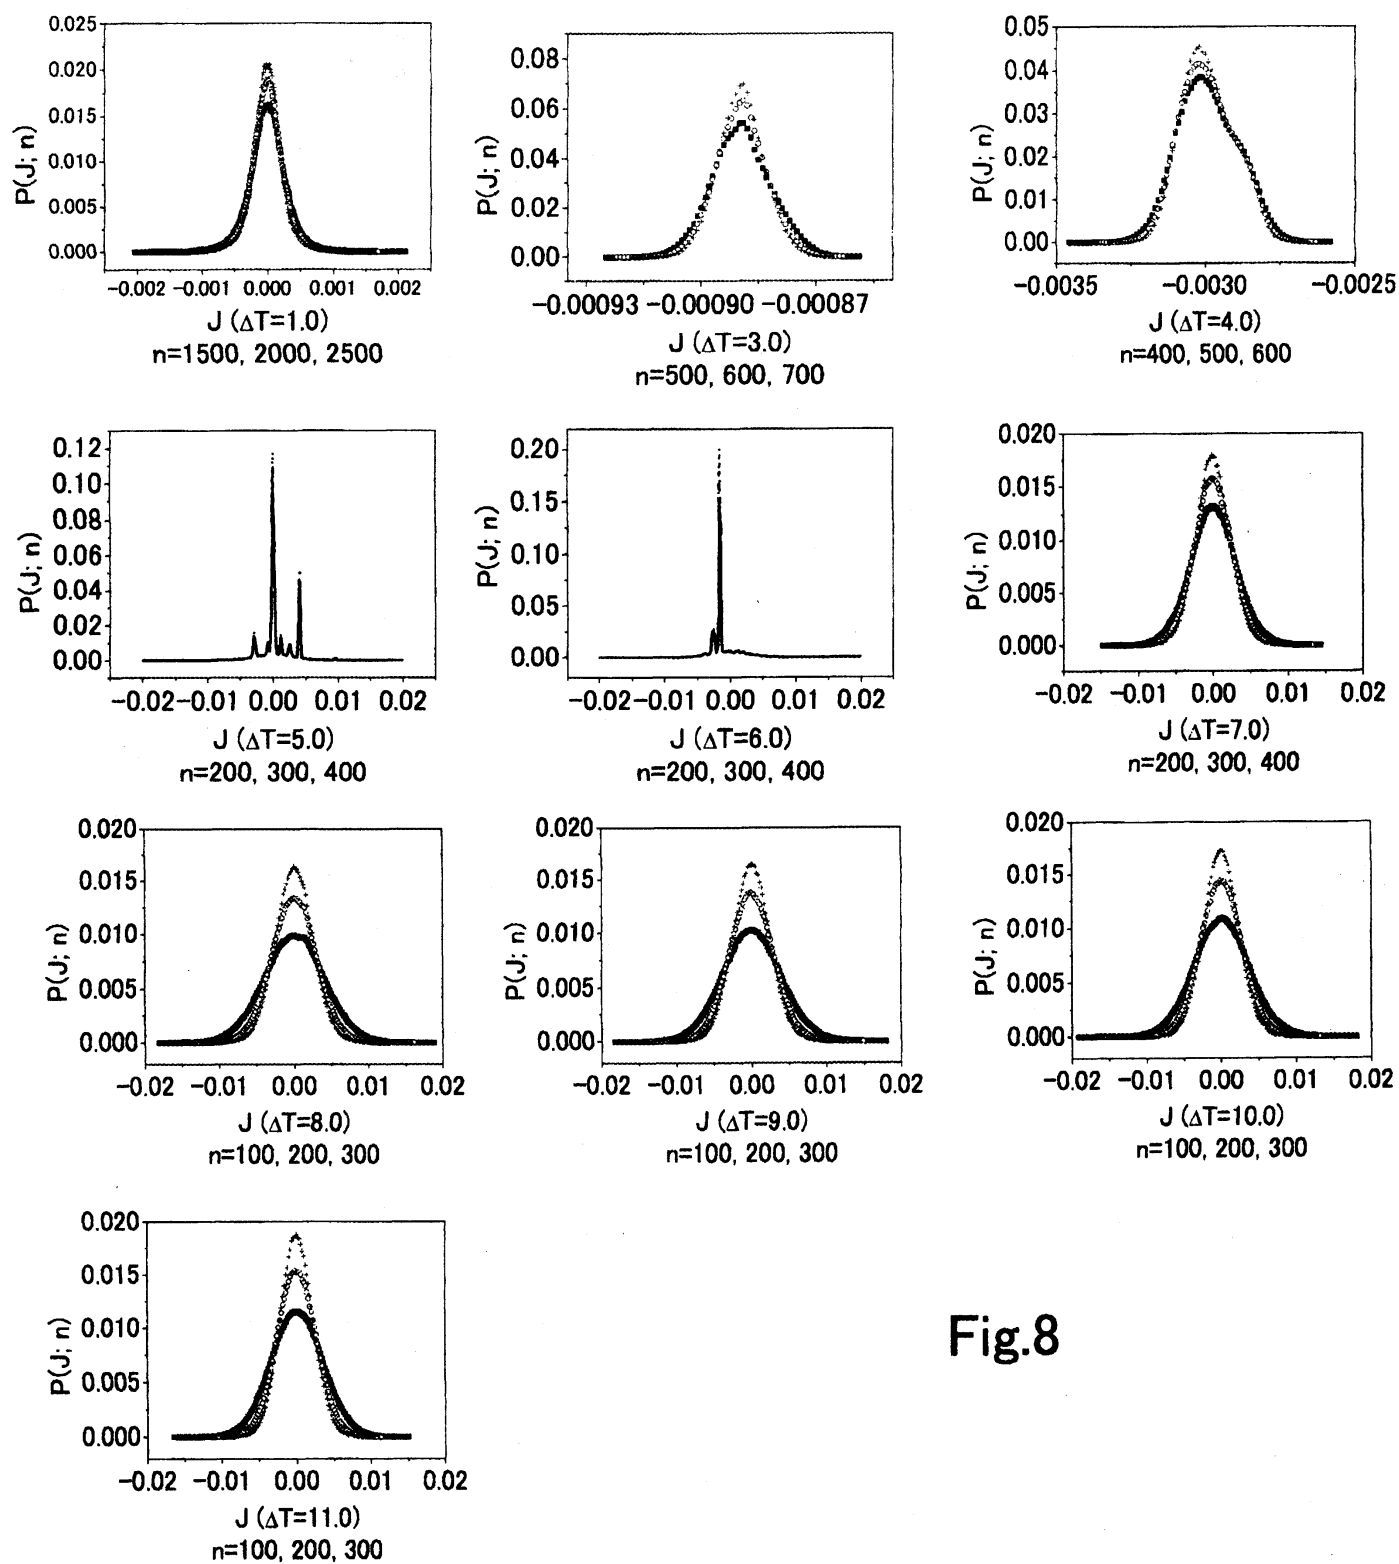 0.025
0.020
0.015
0.010
0.005
0.000
P(J; n)
-0.002 -0.001 0.000 0.001 0.002
J (ΔT=1.0)
n=1500, 2000, 2500
0.08
0.06
0.04
0.02
0.00
P(J; n)
-0.00093 -0.00090 -0.00087
J (ΔT=3.0)
n=500, 600, 700
0.05
0.04
0.03
0.02
0.01
0.00
P(J; n)
-0.0035 -0.0030 -0.0025
J (ΔT=4.0)
n=400, 500, 600
0.12
0.10
0.08
0.06
0.04
0.02
0.00
P(J; n)
-0.02 -0.01 0.00 0.01 0.02
J (ΔT=5.0)
n=200, 300, 400
0.20
0.15
0.10
0.05
0.00
P(J; n)
-0.02 -0.01 0.00 0.01 0.02
J (ΔT=6.0)
n=200, 300, 400
0.020
0.015
0.010
0.005
0.000
P(J; n)
-0.02 -0.01 0.00 0.01 0.02
J (ΔT=7.0)
n=200, 300, 400
0.020
0.015
0.010
0.005
0.000
P(J; n)
-0.02 -0.01 0.00 0.01 0.02
J (ΔT=8.0)
n=100, 200, 300
0.020
0.015
0.010
0.005
0.000
P(J; n)
-0.02 -0.01 0.00 0.01 0.02
J (ΔT=9.0)
n=100, 200, 300
0.020
0.015
0.010
0.005
0.000
P(J; n)
-0.02 -0.01 0.00 0.01 0.02
J (ΔT=10.0)
n=100, 200, 300
0.020
0.015
0.010
0.005
0.000
P(J; n)
-0.02 -0.01 0.00 0.01 0.02
J (ΔT=11.0)
n=100, 200, 300
Fig.8